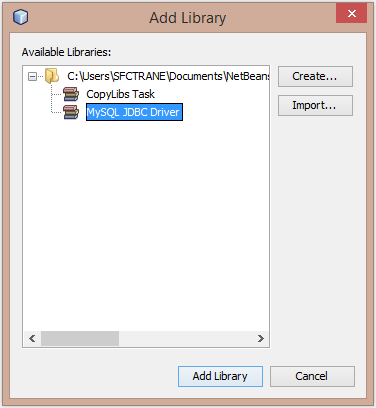 Add Library
Available Libraries:
C:\Users\SFCTRANE\Documents\NetBeans
Create...
CopyLibs Task
MySQL JDBC Driver
Import...
Add Library
Cancel